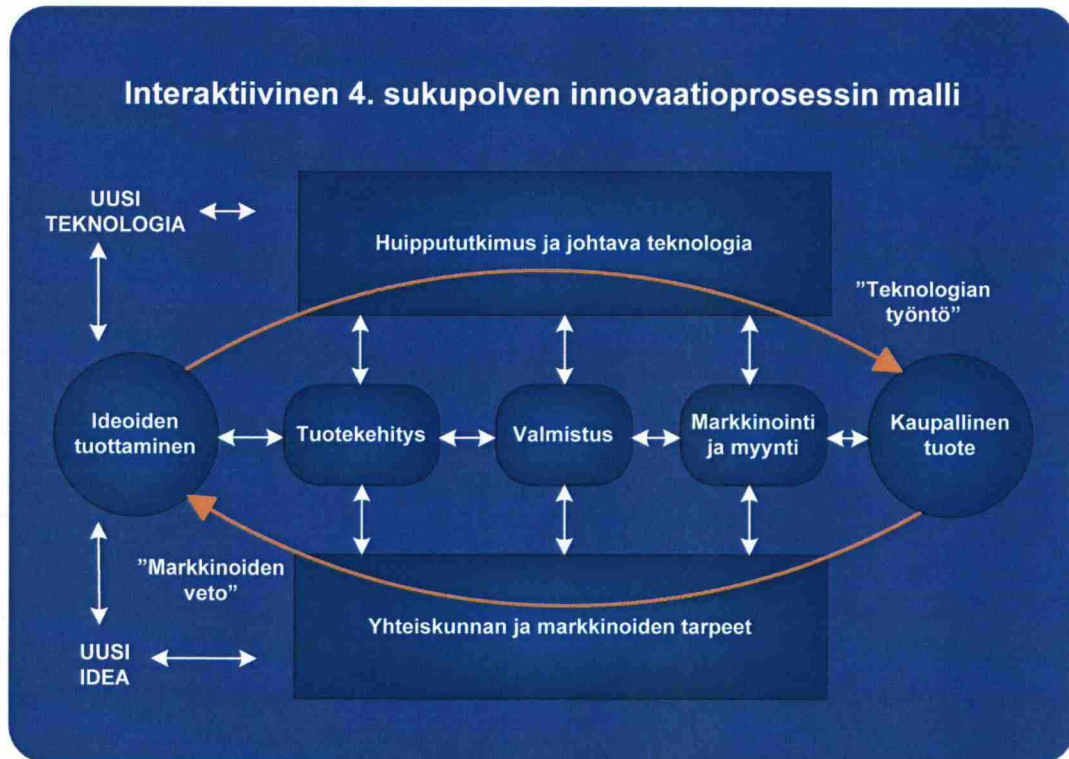 Interaktiivinen 4. sukupolven innovaatioprosessin malli
UUSI
TEKNOLOGIA
Huippututkimus ja johtava teknologia
”Teknologian
työntö”
Ideoiden
tuottaminen
Tuotekehitys
Valmistus
Markkinointi
ja myynti
Kaupallinen
tuote
”Markkinoiden
veto”
Yhteiskunnan ja markkinoiden tarpeet
UUSI
IDEA